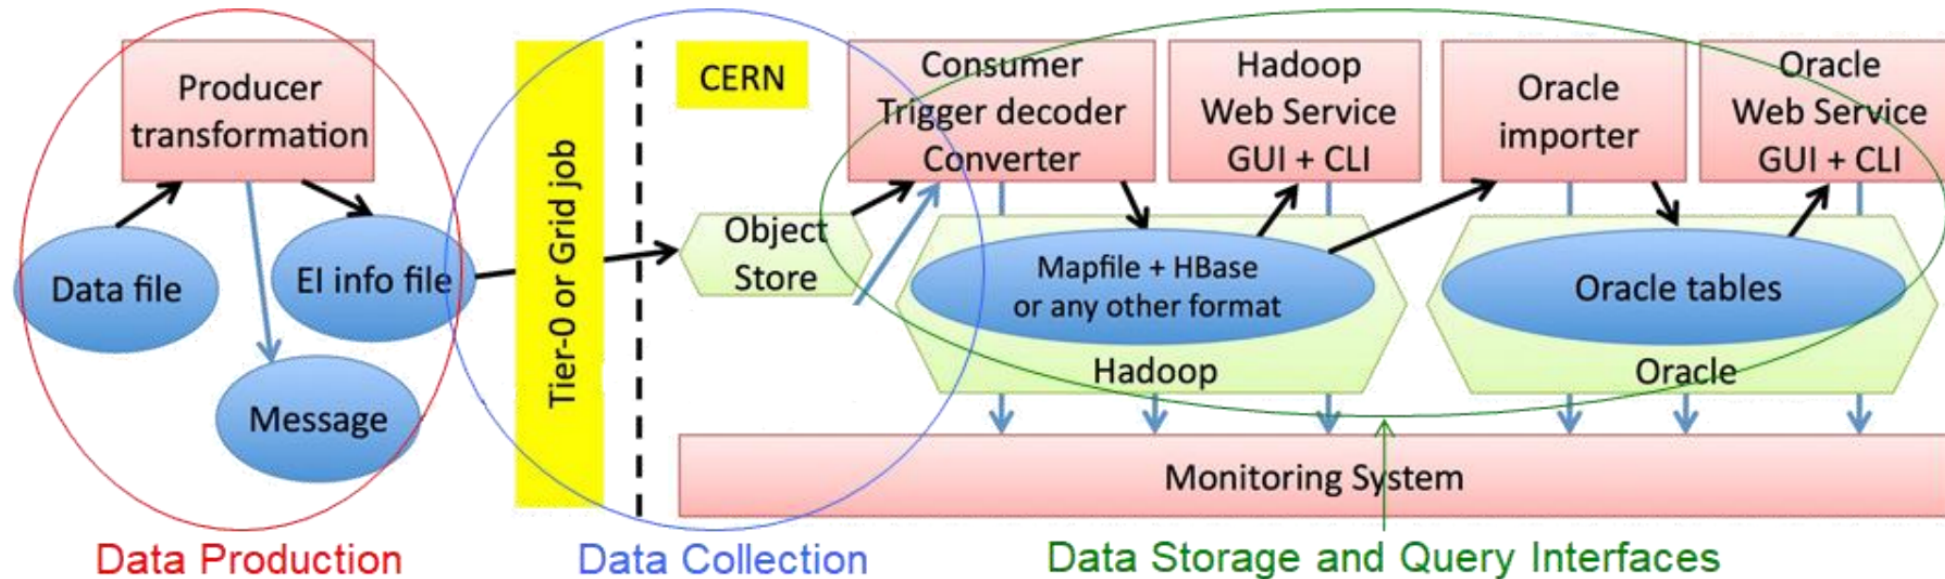 Producer
transformation
Data file
EI info file
Message
Tier-0 or Grid job
CERN
Object
Store
Consumer
Trigger decoder
Converter
Hadoop
Web Service
GUI + CLI
Oracle
importer
Oracle
Web Service
GUI + CLI
Mapfile + HBase
or any other format
Hadoop
Oracle tables
Oracle
Monitoring System
Data Production
Data Collection
Data Storage and Query Interfaces